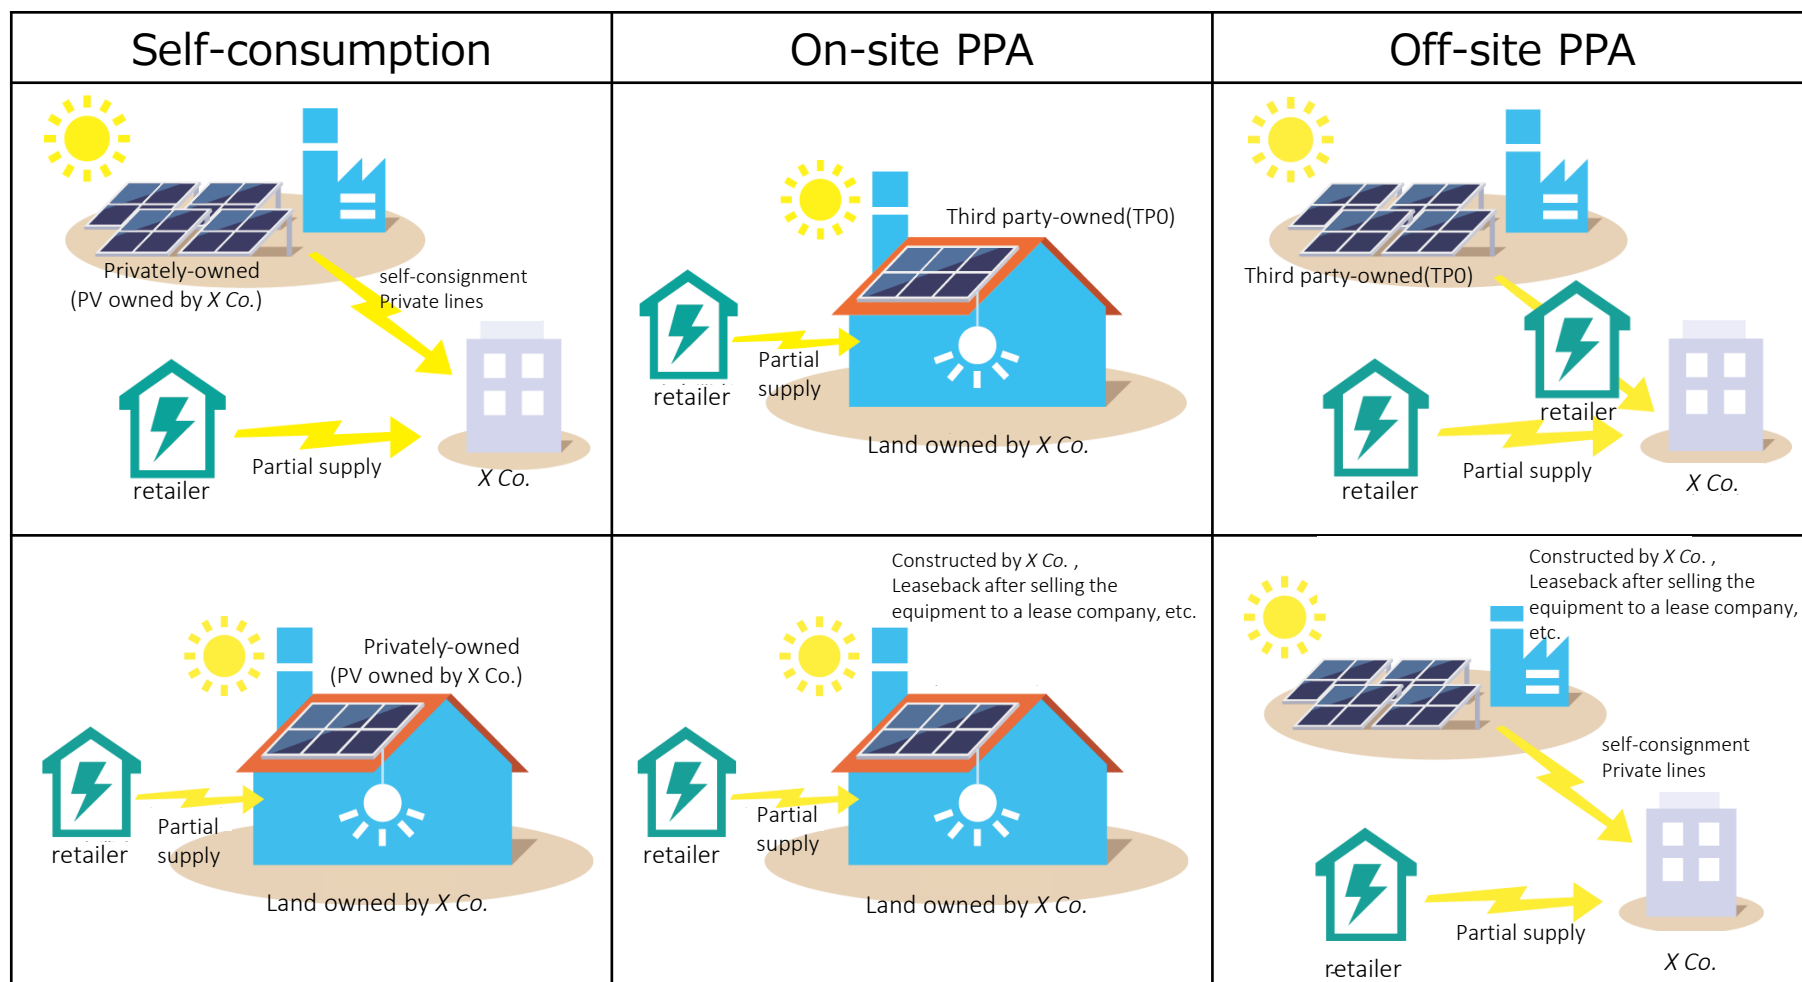 Self-consumption
On-site PPA
Off-site PPA
Privately-owned
(PV owned by X Co.)
self-consignment
Private lines
retailer
Partial supply
X Co.
Third party-owned(TPO)
retailer
Partial
supply
Land owned by X Co.
Third party-owned(TPO)
retailer
retailer
Partial supply
X Co.
Privately-owned
(PV owned by X Co.)
retailer
Partial
supply
Land owned by X Co.
Constructed by X Co. ,
Leaseback after selling the
equipment to a lease company, etc.
retailer
Partial
supply
Land owned by X Co.
Constructed by X Co. ,
Leaseback after selling the
equipment to a lease company,
etc.
self-consignment
Private lines
retailer
Partial supply
X Co.